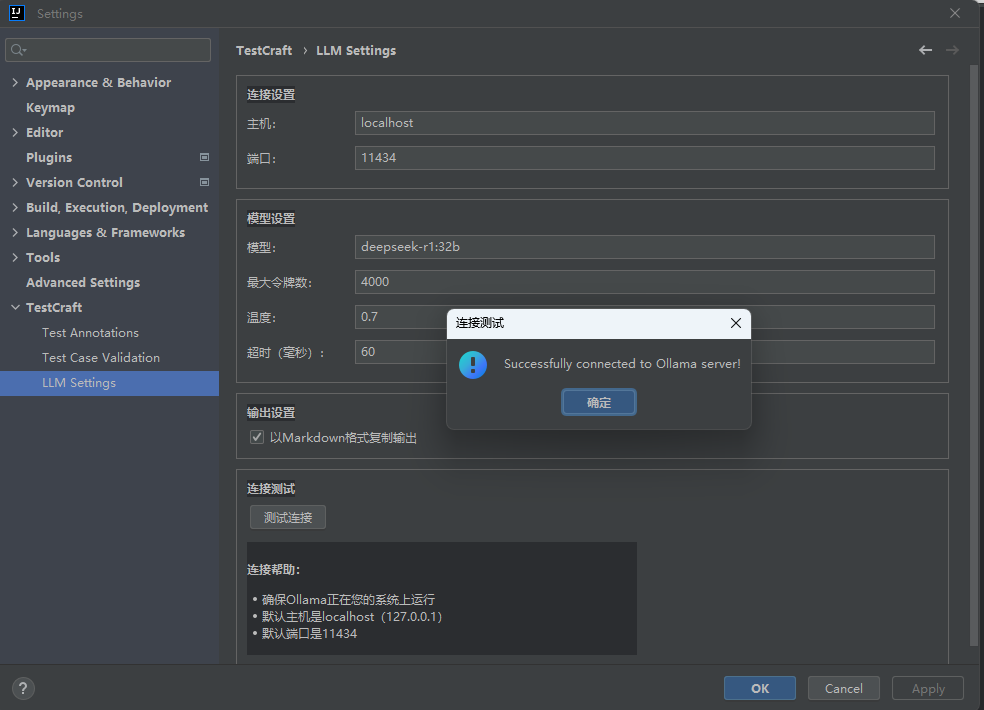 Settings
Appearance & Behavior
Keymap
Editor
Plugins
Version Control
Build, Execution, Deployment
Languages & Frameworks
Tools
Advanced Settings
TestCraft
Test Annotations
Test Case Validation
LLM Settings
TestCraft › LLM Settings
连接设置
主机:
localhost
端口:
11434
模型设置
模型:
deepseek-r1:32b
最大令牌数:
4000
温度:
0.7
超时（毫秒）:
60
输出设置
以Markdown格式复制输出
连接测试
测试连接
连接帮助:
• 确保Ollama正在您的系统上运行
• 默认主机是localhost（127.0.0.1）
• 默认端口是11434
连接测试
Successfully connected to Ollama server!
确定
?
OK
Cancel
Apply